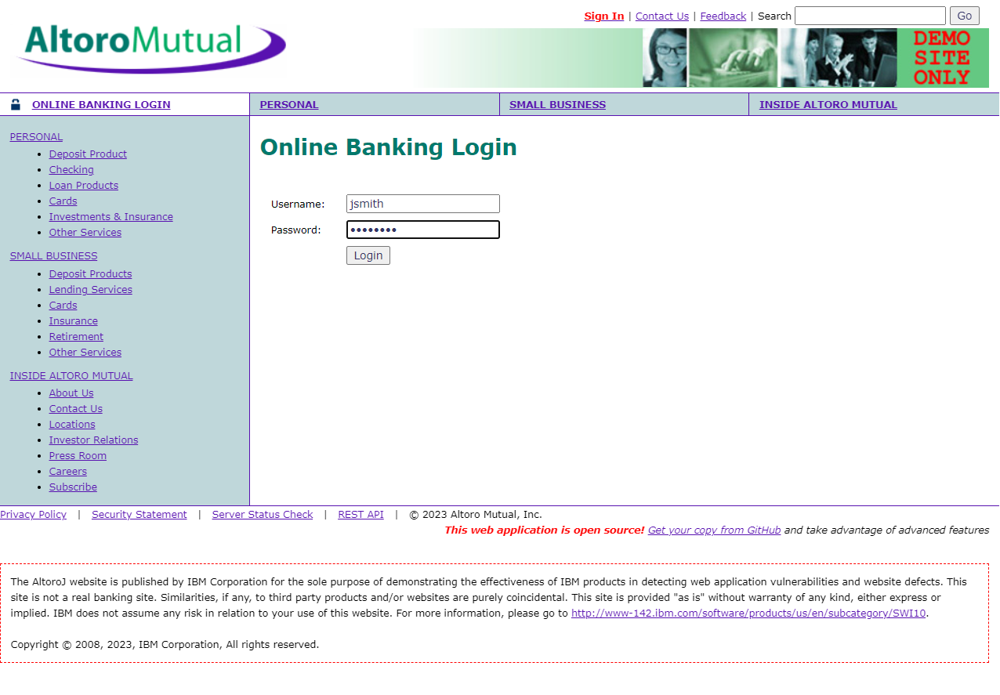 Sign In | Contact Us | Feedback | Search Go
AltoroMutual
DEMO
SITE
ONLY
ONLINE BANKING LOGIN
PERSONAL
SMALL BUSINESS
INSIDE ALTORO MUTUAL
PERSONAL
Deposit Product
Checking
Loan Products
Cards
Investments & Insurance
Other Services
SMALL BUSINESS
Deposit Products
Lending Services
Cards
Insurance
Retirement
Other Services
INSIDE ALTORO MUTUAL
About Us
Contact Us
Locations
Investor Relations
Press Room
Careers
Subscribe
Online Banking Login
Username: jsmith
Password: ••••••••
Login
Privacy Policy | Security Statement | Server Status Check | REST API | © 2023 Altoro Mutual, Inc.
This web application is open source! Get your copy from GitHub and take advantage of advanced features
The AltoroJ website is published by IBM Corporation for the sole purpose of demonstrating the effectiveness of IBM products in detecting web application vulnerabilities and website defects. This
site is not a real banking site. Similarities, if any, to third party products and/or websites are purely coincidental. This site is provided "as is" without warranty of any kind, either express or
implied. IBM does not assume any risk in relation to your use of this website. For more information, please go to http://www-142.ibm.com/software/products/us/en/subcategory/SWI10.
Copyright © 2008, 2023, IBM Corporation, All rights reserved.